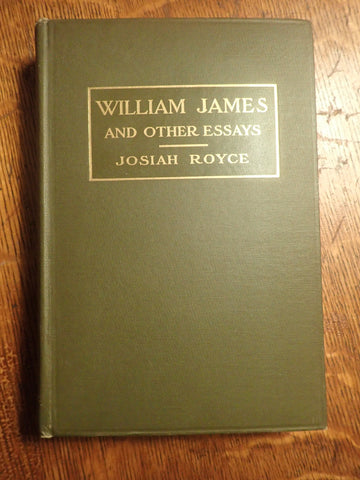 WILLIAM JAMES
AND OTHER ESSAYS
JOSIAH ROYCE